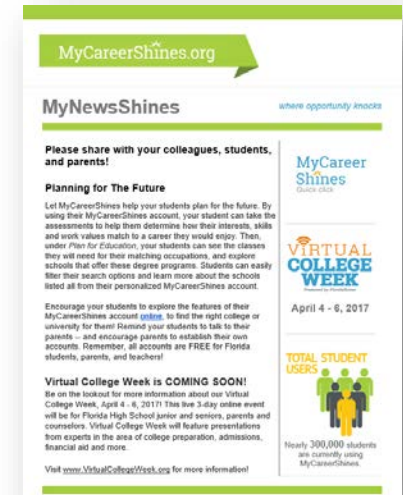 MyCareerShines.org
MyNewsShines
where opportunity knocks
Please share with your colleagues, students,
and parents!
Planning for The Future
Let MyCareerShines help your students plan for the future. By
using their MyCareerShines account, your student can take the
assessments to help them determine how their interests, skills
and work values match to a career they would enjoy. Then,
under Plan for Education, your students can see the classes
they will need for their matching occupations, and explore
schools that offer these degree programs. Students can easily
filter their search options and learn more about the schools
listed all from their personalized MyCareerShines account.
Encourage your students to explore the features of their
MyCareerShines account online, to find the right college or
university for them! Remind your students to talk to their
parents -- and encourage parents to establish their own
accounts. Remember, all accounts are FREE for Florida
students, parents, and teachers!
Virtual College Week is COMING SOON!
Be on the lookout for more information about our Virtual
College Week, April 4 - 6, 2017! This live 3-day online event
will be for Florida High School junior and seniors, parents and
counselors. Virtual College Week will feature presentations
from experts in the area of college preparation, admissions,
financial aid and more.
Visit www.VirtualCollegeWeek.org for more information!
MyCareer
Shines
Quick click
VIRTUAL
COLLEGE
WEEK
April 4 - 6, 2017
TOTAL STUDENT
USERS
Nearly 300,000 students
are currently using
MyCareerShines.